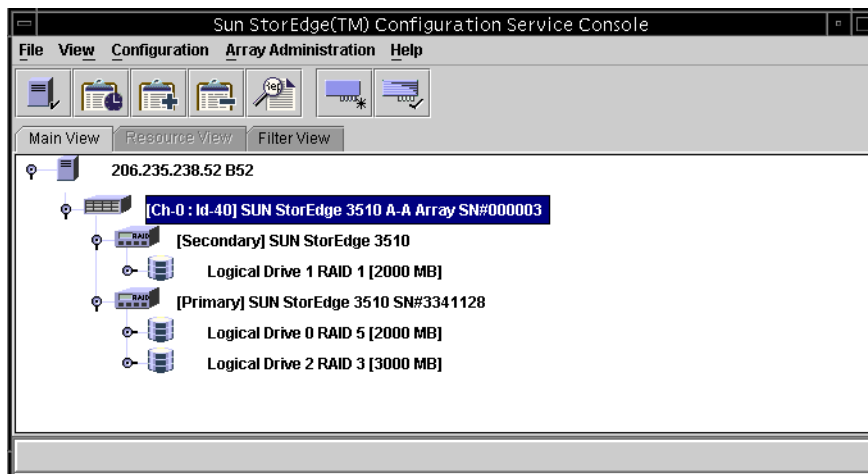 Sun StorEdge(TM) Configuration Service Console
File View Configuration Array Administration Help
Rep
Main View Resource View Filter View
206.235.238.52 B52
[Ch-0 : Id-40] SUN StorEdge 3510 A-A Array SN#000003
RAID [Secondary] SUN StorEdge 3510
Logical Drive 1 RAID 1 [2000 MB]
RAID [Primary] SUN StorEdge 3510 SN#3341128
Logical Drive 0 RAID 5 [2000 MB]
Logical Drive 2 RAID 3 [3000 MB]